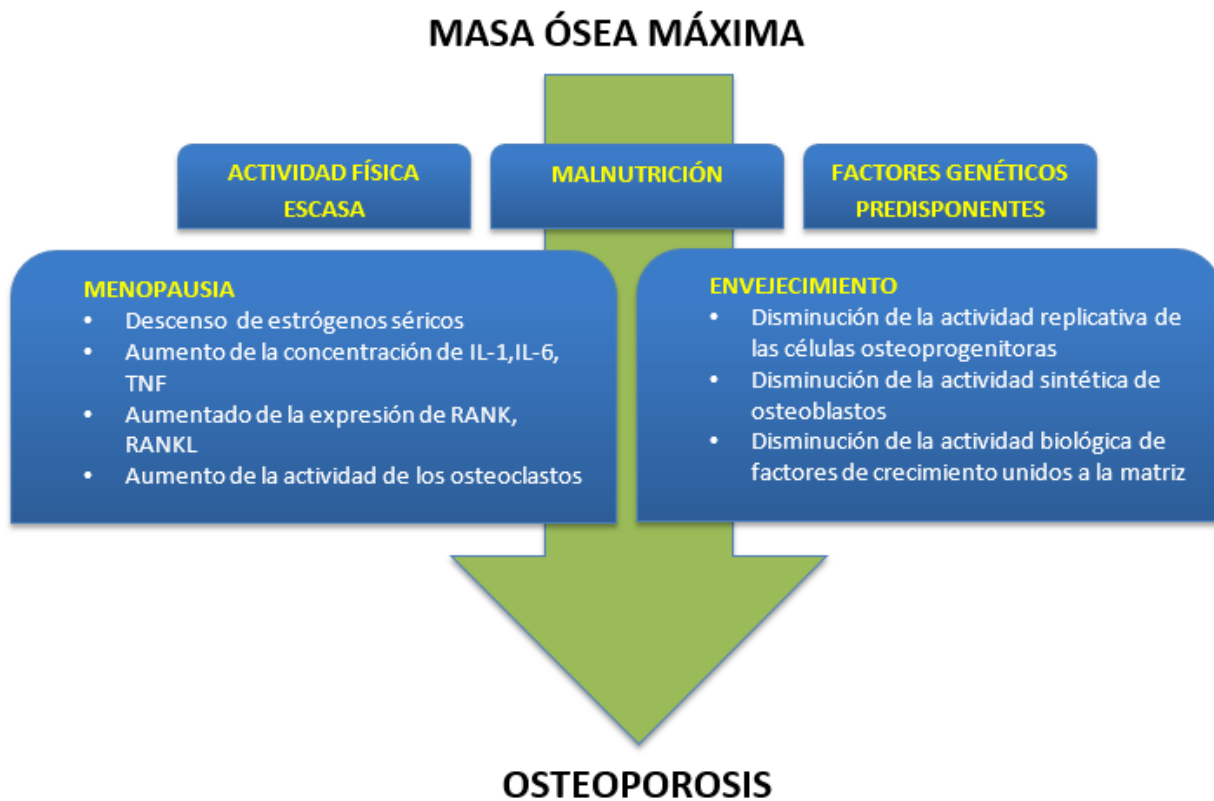 MASA ÓSEA MÁXIMA
ACTIVIDAD FÍSICA
ESCASA
MALNUTRICIÓN
FACTORES GENÉTICOS
PREDISPONENTES
MENOPAUSIA
• Descenso de estrógenos séricos
• Aumento de la concentración de IL-1,IL-6,
TNF
• Aumentado de la expresión de RANK,
RANKL
• Aumento de la actividad de los osteoclastos
ENVEJECIMIENTO
• Disminución de la actividad replicativa de
las células osteoprogenitoras
• Disminución de la actividad sintética de
osteoblastos
• Disminución de la actividad biológica de
factores de crecimiento unidos a la matriz
OSTEOPOROSIS